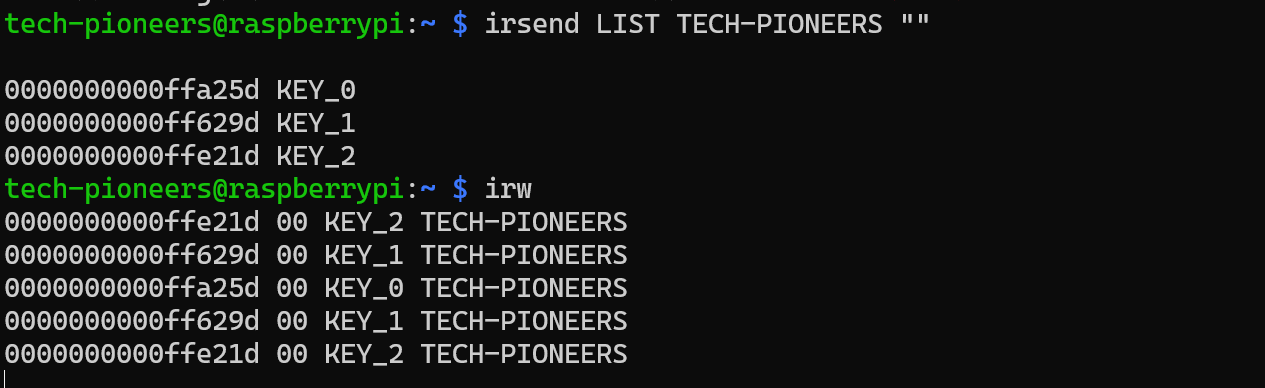 tech-pioneers@raspberrypi:~ $ irsend LIST TECH-PIONEERS ""
0000000000ffa25d KEY_0
0000000000ff629d KEY_1
0000000000ffe21d KEY_2
tech-pioneers@raspberrypi:~ $ irw
0000000000ffe21d 00 KEY_2 TECH-PIONEERS
0000000000ff629d 00 KEY_1 TECH-PIONEERS
0000000000ffa25d 00 KEY_0 TECH-PIONEERS
0000000000ff629d 00 KEY_1 TECH-PIONEERS
0000000000ffe21d 00 KEY_2 TECH-PIONEERS